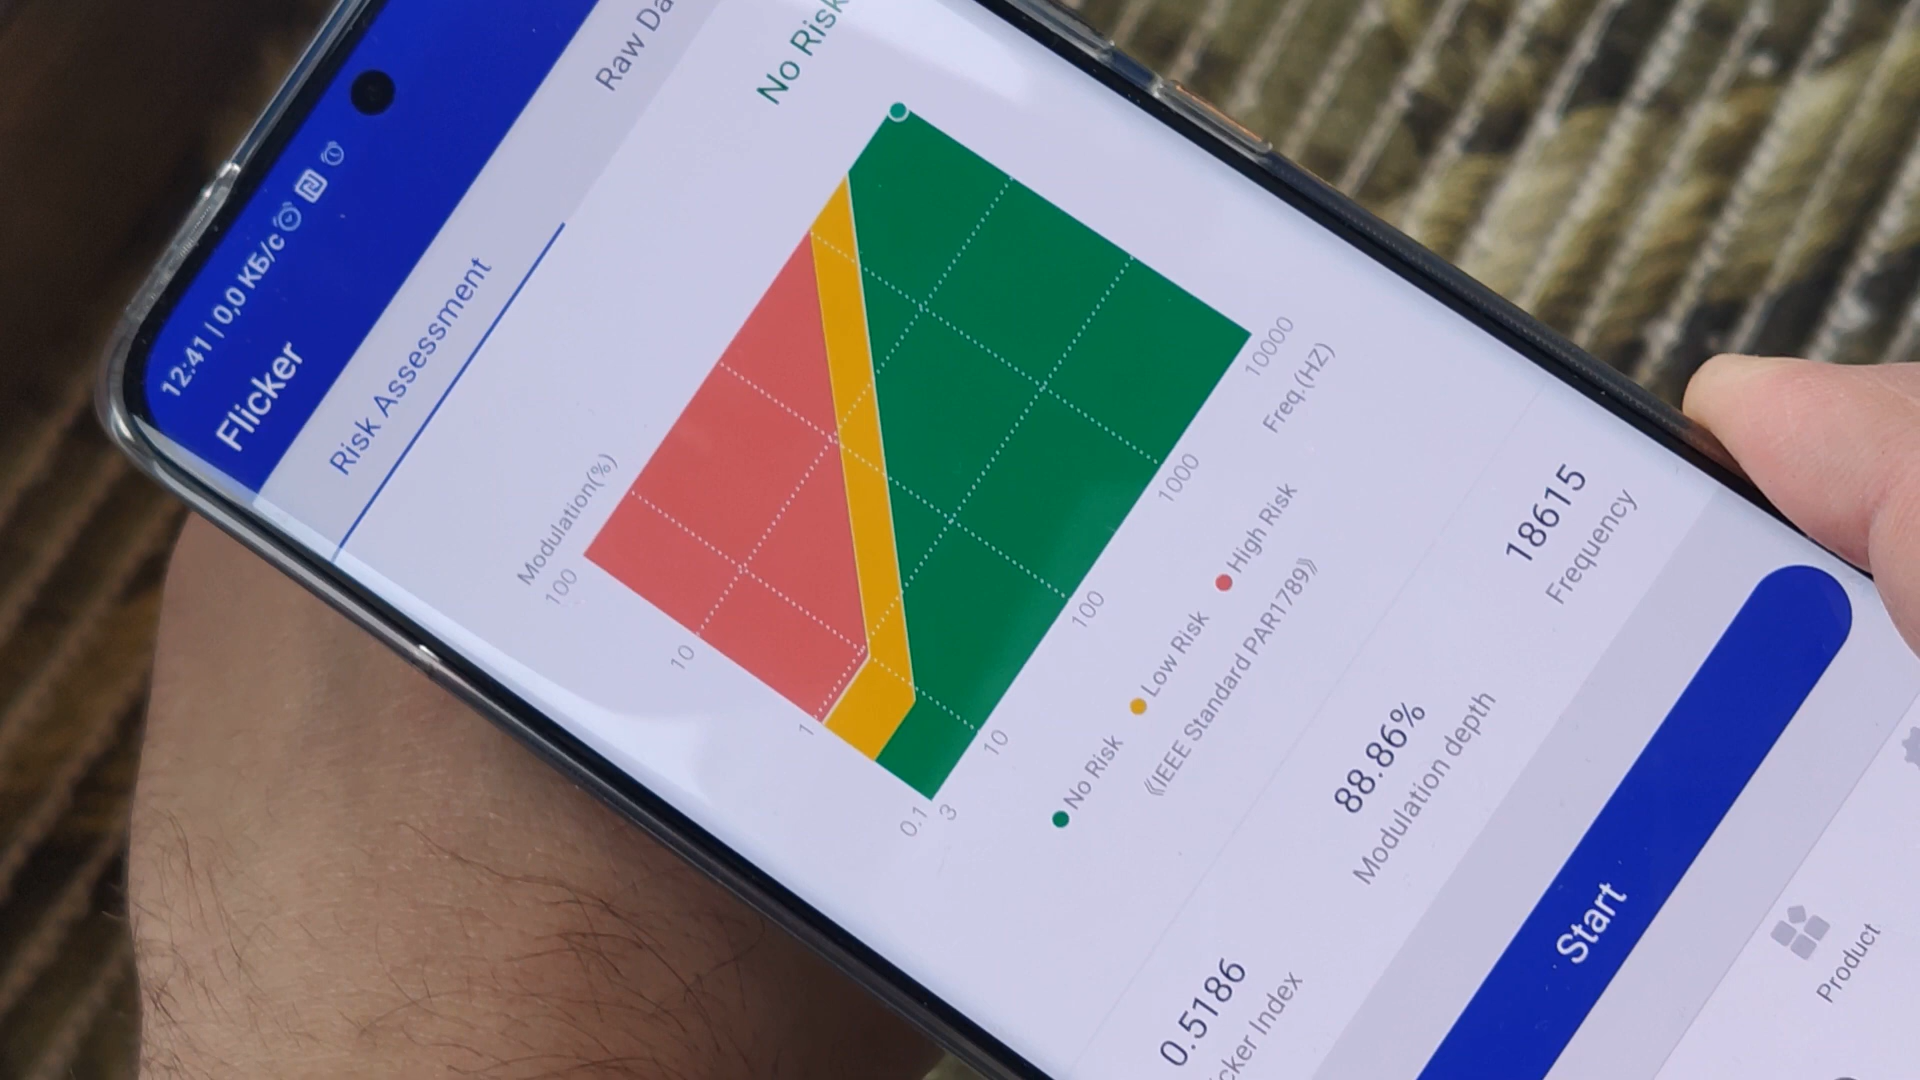 12:41 | 0,0 КБ/с
Flicker
Risk Assessment
Raw Da
No Risk
Modulation(%)
100
10
1
0.1
3
10
100
1000
10000
Freq.(HZ)
No Risk
Low Risk
High Risk
《IEEE Standard PAR1789》
0.5186
cker Index
88.86%
Modulation depth
18615
Frequency
Start
Product